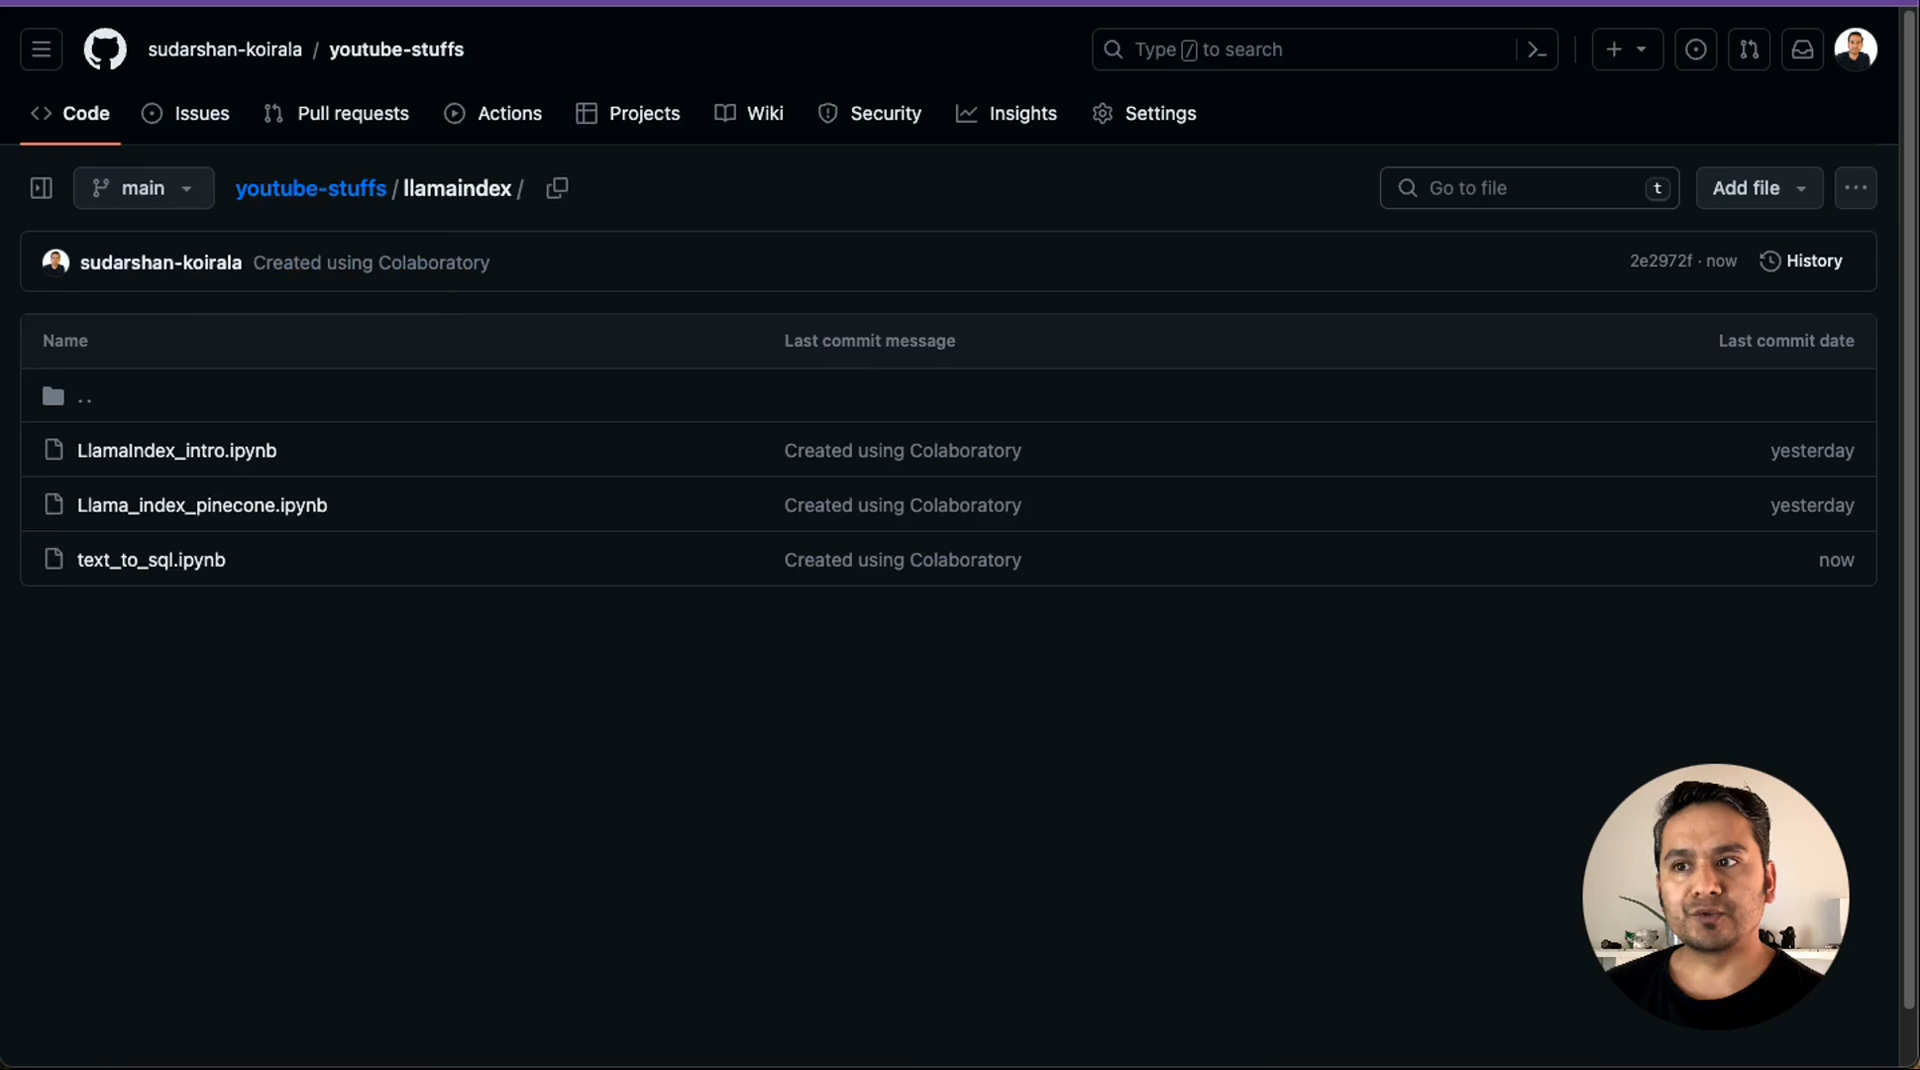 sudarshan-koirala / youtube-stuffs
Type / to search
Code
Issues
Pull requests
Actions
Projects
Wiki
Security
Insights
Settings
main
youtube-stuffs / llamaindex /
Go to file
t
Add file
sudarshan-koirala Created using Colaboratory
2e2972f · now
History
Name Last commit message Last commit date
..
LlamaIndex_intro.ipynb Created using Colaboratory yesterday
Llama_index_pinecone.ipynb Created using Colaboratory yesterday
text_to_sql.ipynb Created using Colaboratory now